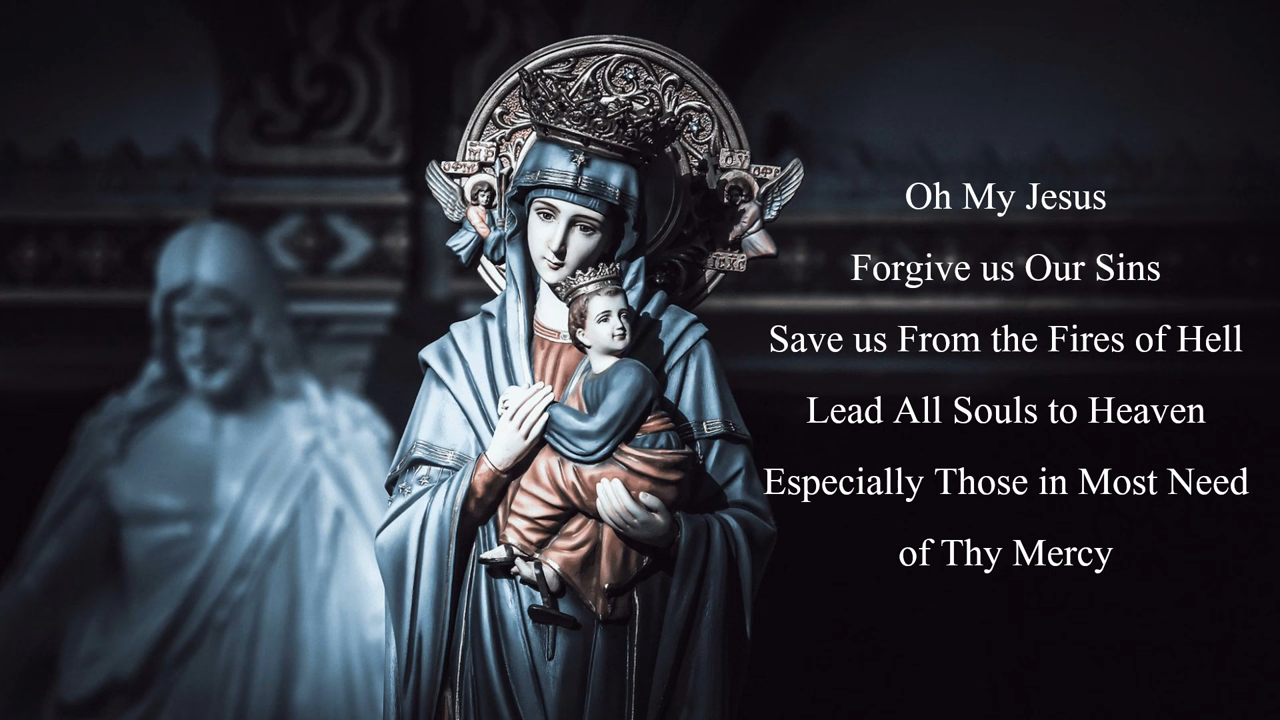 Oh My Jesus
Forgive us Our Sins
Save us From the Fires of Hell
Lead All Souls to Heaven
Especially Those in Most Need
of Thy Mercy